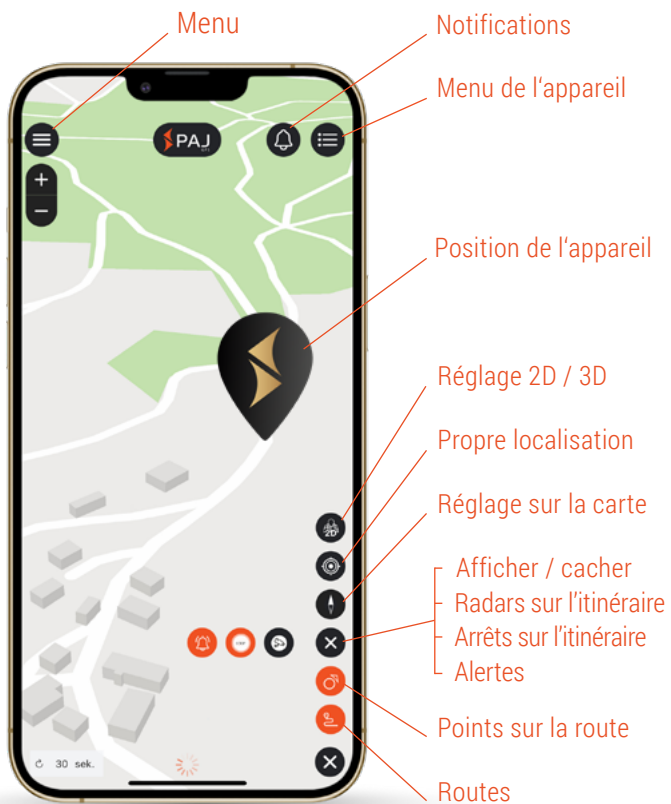 Menu
Notifications
Menu de l‘appareil
PAJ
+
−
Position de l‘appareil
Réglage 2D / 3D
Propre localisation
2D
Réglage sur la carte
Afficher / cacher
Radars sur l’itinéraire
Arrêts sur l’itinéraire
Alertes
Points sur la route
30 sek.
Routes